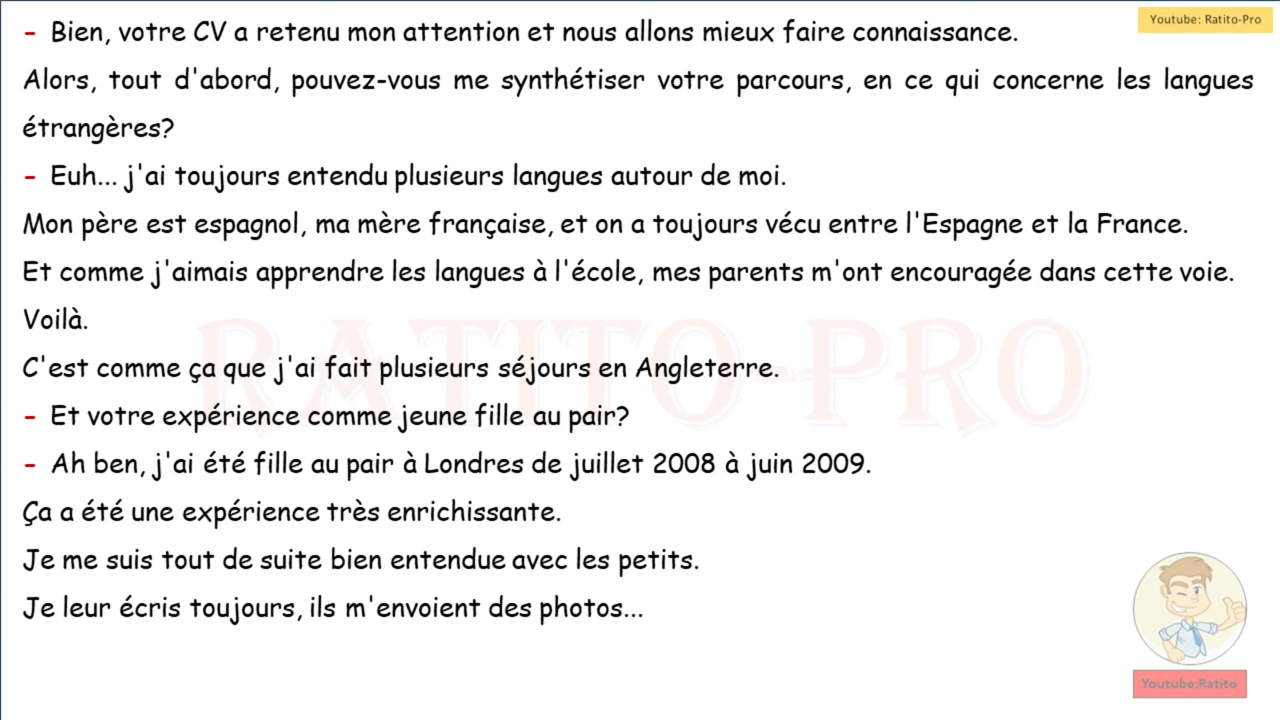 Youtube: Ratito-Pro
- Bien, votre CV a retenu mon attention et nous allons mieux faire connaissance.
Alors, tout d'abord, pouvez-vous me synthétiser votre parcours, en ce qui concerne les langues
étrangères?
- Euh... j'ai toujours entendu plusieurs langues autour de moi.
Mon père est espagnol, ma mère française, et on a toujours vécu entre l'Espagne et la France.
Et comme j'aimais apprendre les langues à l'école, mes parents m'ont encouragée dans cette voie.
Voilà.
RATITO-PRO
C'est comme ça que j'ai fait plusieurs séjours en Angleterre.
- Et votre expérience comme jeune fille au pair?
- Ah ben, j'ai été fille au pair à Londres de juillet 2008 à juin 2009.
Ça a été une expérience très enrichissante.
Je me suis tout de suite bien entendue avec les petits.
Je leur écris toujours, ils m'envoient des photos...
Youtube:Ratito